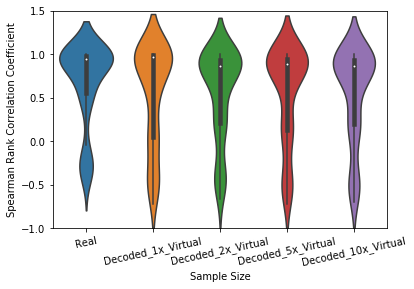 1.5
1.0
0.5
0.0
−0.5
−1.0
Spearman Rank Correlation Coefficient
Real
Decoded_1x_Virtual
Decoded_2x_Virtual
Decoded_5x_Virtual
Decoded_10x_Virtual
Sample Size